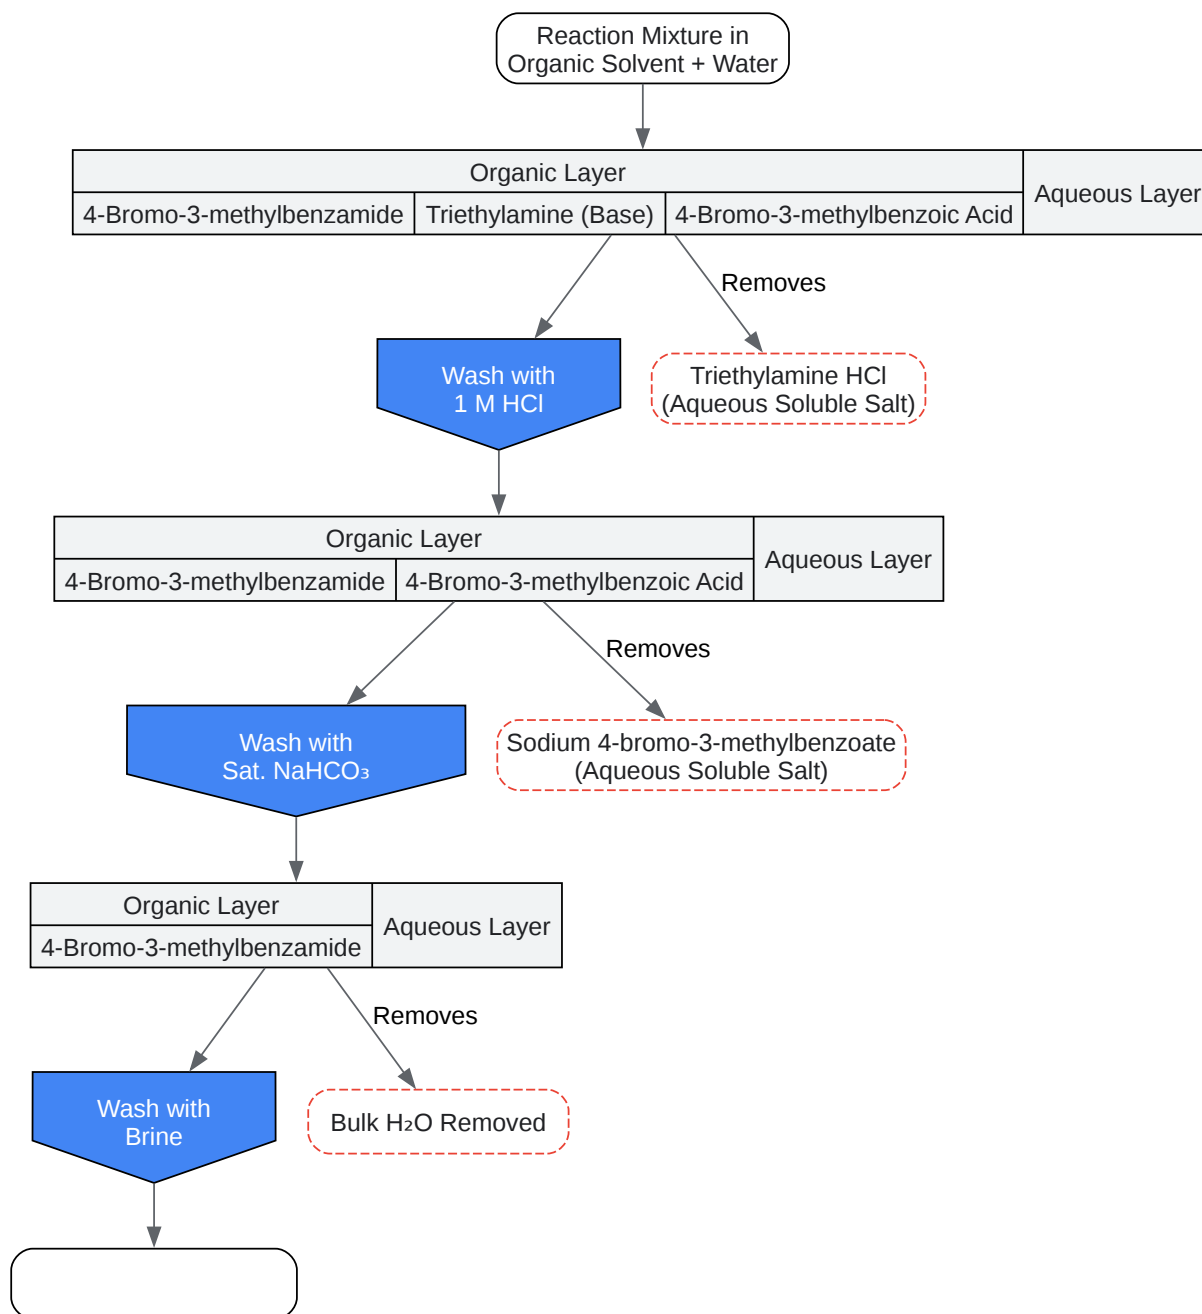 Reaction Mixture in
Organic Solvent + Water
Organic Layer
Aqueous Layer
4-Bromo-3-methylbenzamide
Triethylamine (Base)
4-Bromo-3-methylbenzoic Acid
Removes
Wash with
1 M HCl
Triethylamine HCl
(Aqueous Soluble Salt)
Organic Layer
Aqueous Layer
4-Bromo-3-methylbenzamide
4-Bromo-3-methylbenzoic Acid
Removes
Wash with
Sat. NaHCO₃
Sodium 4-bromo-3-methylbenzoate
(Aqueous Soluble Salt)
Organic Layer
Aqueous Layer
4-Bromo-3-methylbenzamide
Removes
Wash with
Brine
Bulk H₂O Removed